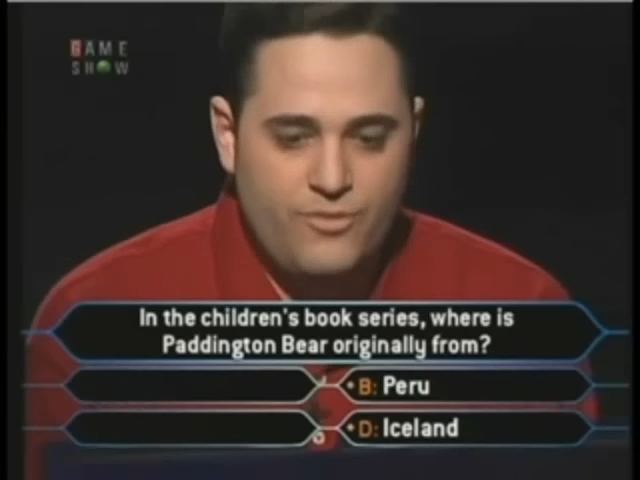 GAME
SHOW
In the children's book series, where is
Paddington Bear originally from?
B: Peru
D: Iceland